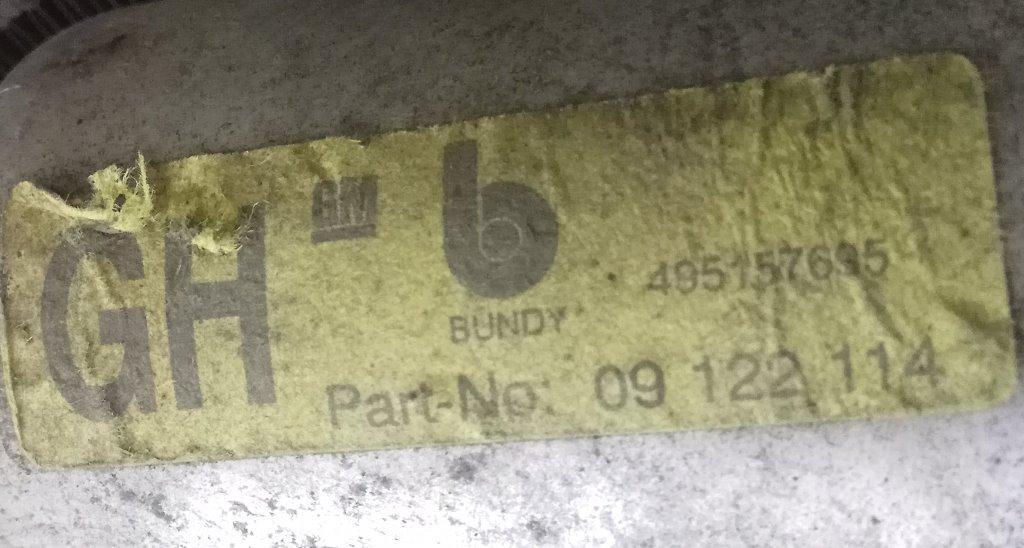 GH
GM
b
BUNDY
495157695
Part-No: 09 122 114